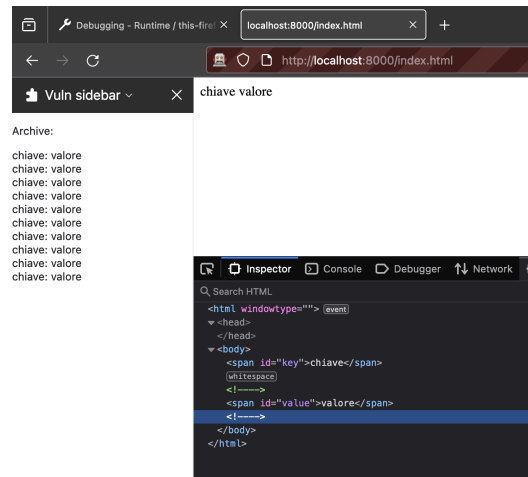 Debugging - Runtime / this-firef
localhost:8000/index.html
http://localhost:8000/index.html
Vuln sidebar
chiave valore
Archive:
chiave: valore
chiave: valore
chiave: valore
chiave: valore
chiave: valore
chiave: valore
chiave: valore
chiave: valore
chiave: valore
chiave: valore
Inspector Console Debugger Network
Search HTML
<html windowtype=""> event
<head>
</head>
<body>
<span id="key">chiave</span>
whitespace
<!---->
<span id="value">valore</span>
<!---->
</body>
</html>